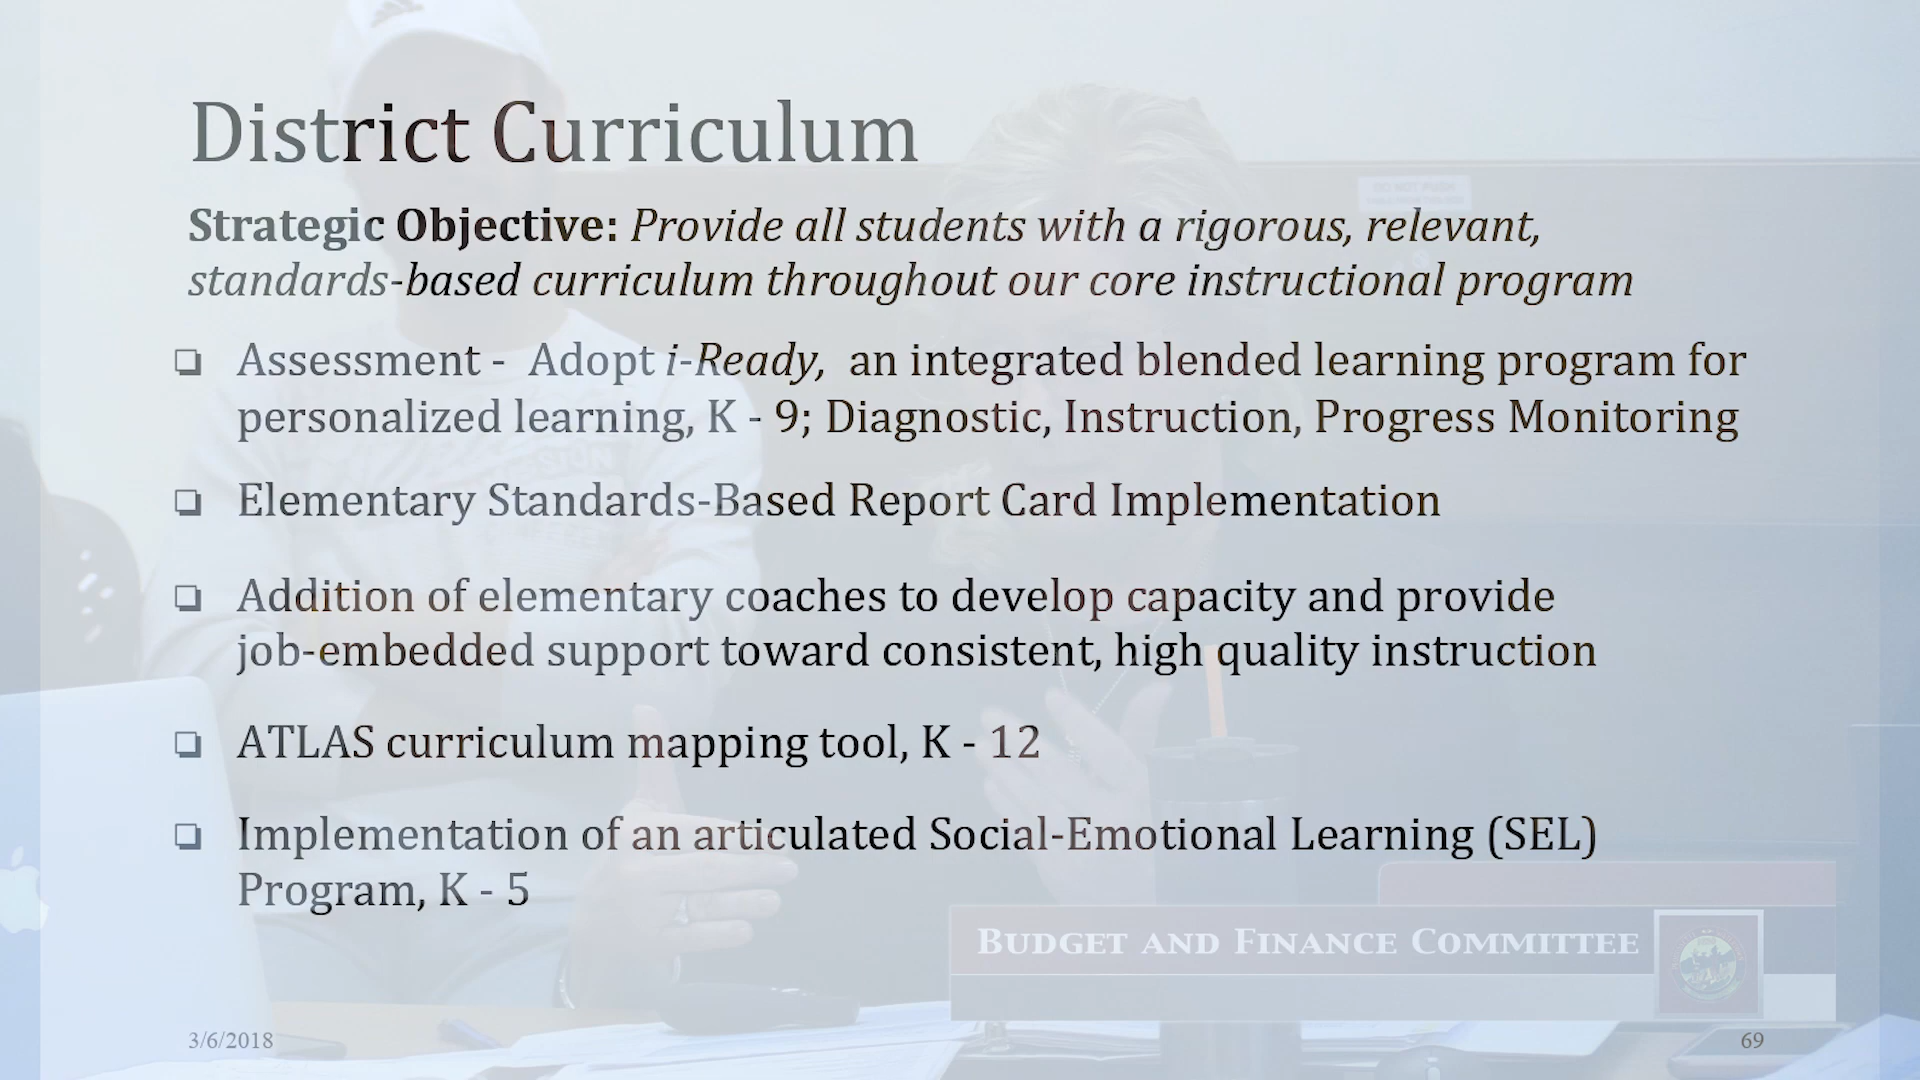 District Curriculum
Strategic Objective: Provide all students with a rigorous, relevant,
standards-based curriculum throughout our core instructional program
❏ Assessment - Adopt i-Ready, an integrated blended learning program for
personalized learning, K - 9; Diagnostic, Instruction, Progress Monitoring
❏ Elementary Standards-Based Report Card Implementation
❏ Addition of elementary coaches to develop capacity and provide
job-embedded support toward consistent, high quality instruction
❏ ATLAS curriculum mapping tool, K - 12
❏ Implementation of an articulated Social-Emotional Learning (SEL)
Program, K - 5
Budget and Finance Committee
3/6/2018
69